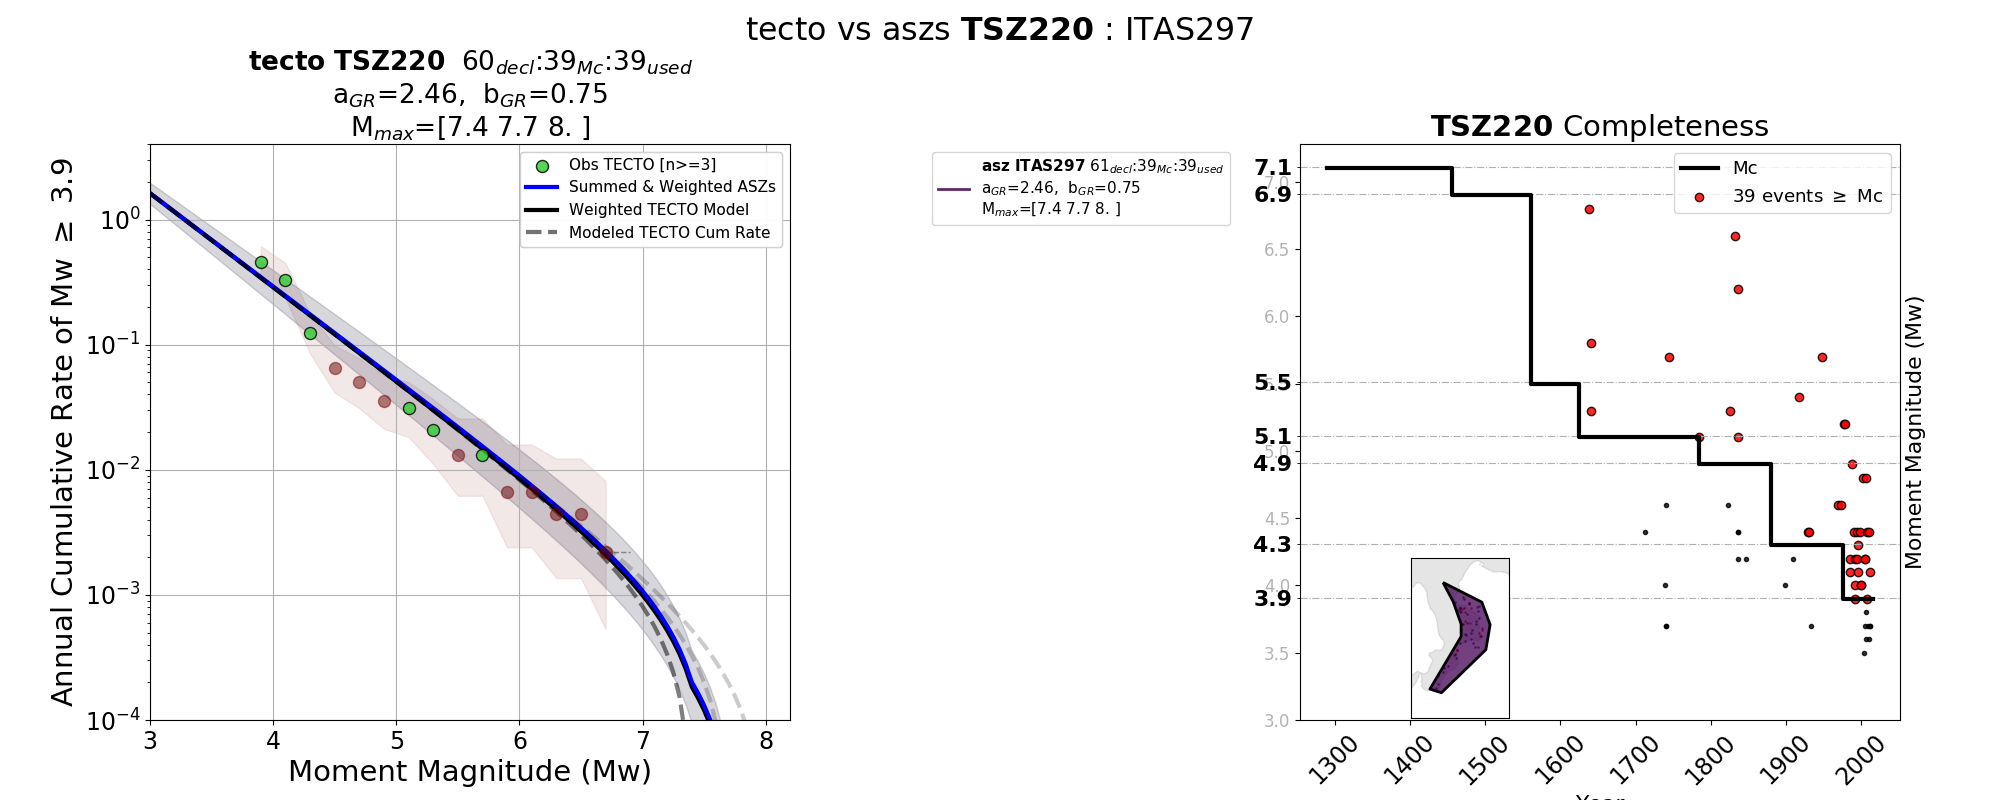 tecto vs aszs TSZ220 : ITAS297
tecto TSZ220 60decl:39Mc:39used
aGR=2.46, bGR=0.75
Mmax=[7.4 7.7 8. ]
Annual Cumulative Rate of Mw ≥ 3.9
10^0
10^−1
10^−2
10^−3
10^−4
Obs TECTO [n>=3]
Summed & Weighted ASZs
Weighted TECTO Model
Modeled TECTO Cum Rate
3 4 5 6 7 8
Moment Magnitude (Mw)
asz ITAS297 61decl:39Mc:39used
aGR=2.46, bGR=0.75
Mmax=[7.4 7.7 8. ]
TSZ220 Completeness
7.1
7.0
6.9
6.5
6.0
5.5
5.1
5.0
4.9
4.5
4.3
4.0
3.9
3.5
3.0
Mc
39 events ≥ Mc
Moment Magnitude (Mw)
1300 1400 1500 1600 1700 1800 1900 2000